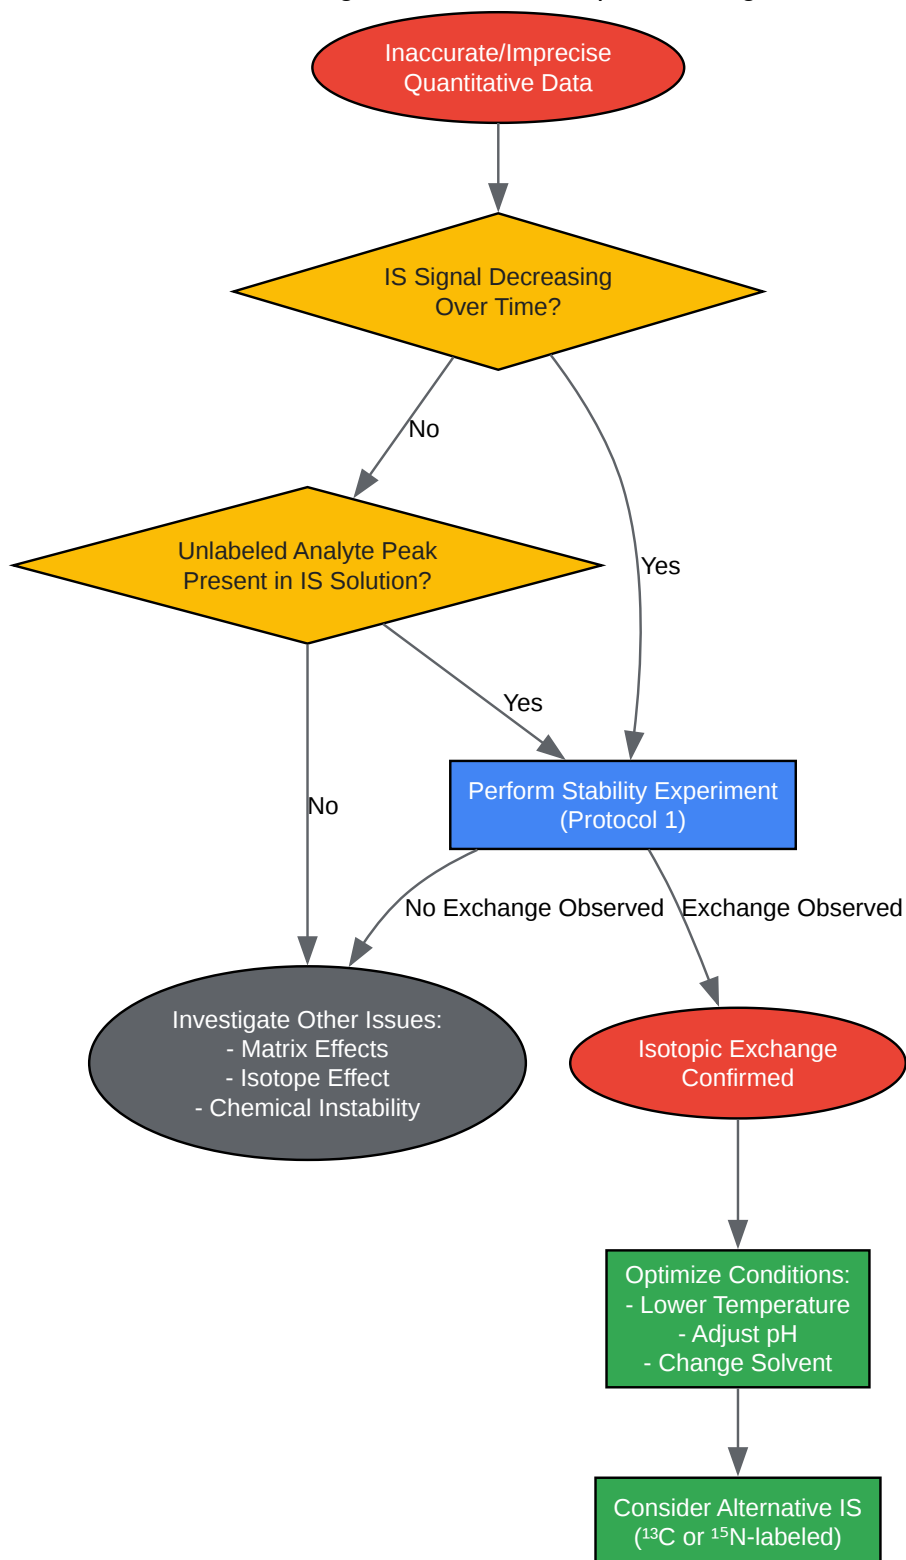 Inaccurate/Imprecise
Quantitative Data
IS Signal Decreasing
Over Time?
No
Yes
Unlabeled Analyte Peak
Present in IS Solution?
Yes
No
Perform Stability Experiment
(Protocol 1)
No Exchange Observed
Exchange Observed
Investigate Other Issues:
- Matrix Effects
- Isotope Effect
- Chemical Instability
Isotopic Exchange
Confirmed
Optimize Conditions:
- Lower Temperature
- Adjust pH
- Change Solvent
Consider Alternative IS
(¹³C or ¹⁵N-labeled)